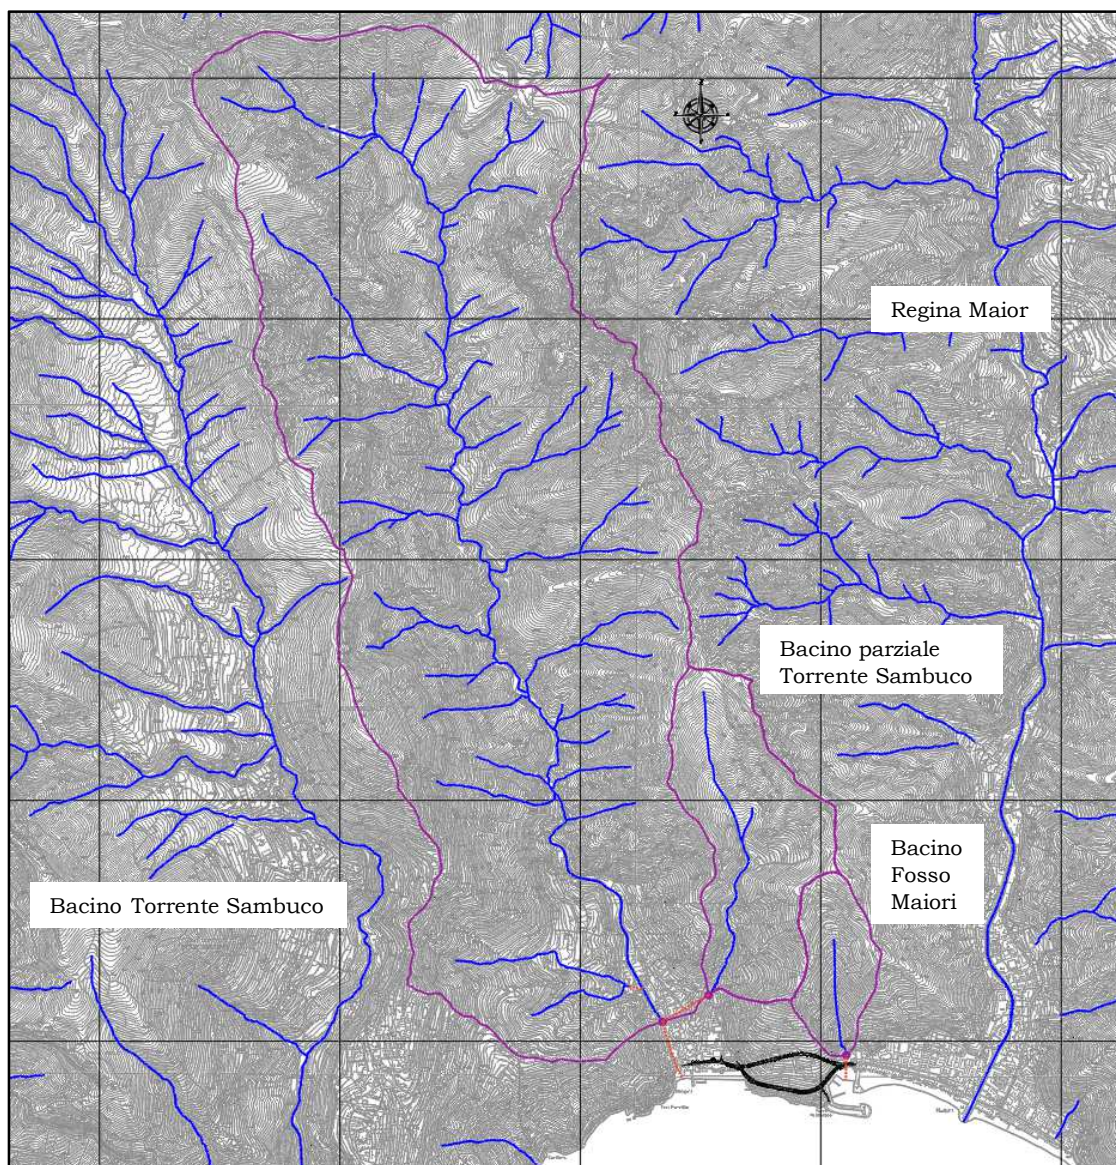 Regina Maior
Bacino parziale
Torrente Sambuco
Bacino
Fosso
Maiori
Bacino Torrente Sambuco